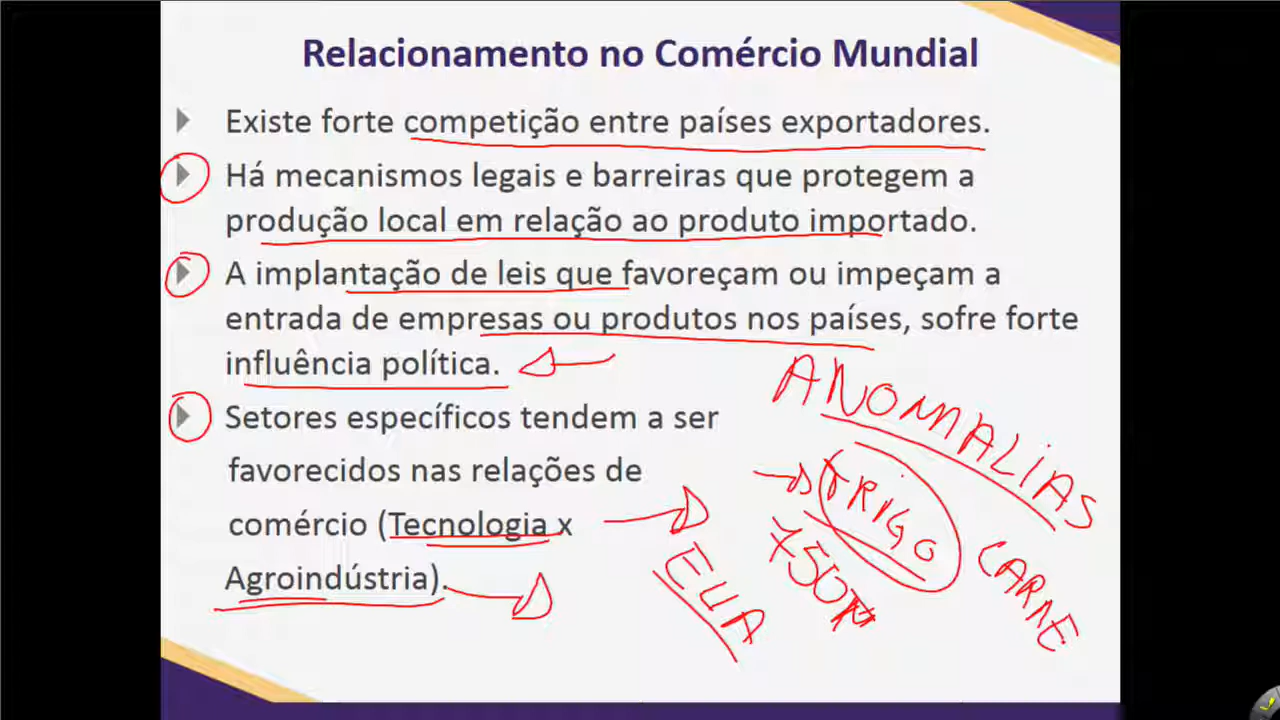 Relacionamento no Comércio Mundial
Existe forte competição entre países exportadores.
Há mecanismos legais e barreiras que protegem a
produção local em relação ao produto importado.
A implantação de leis que favoreçam ou impeçam a
entrada de empresas ou produtos nos países, sofre forte
influência política.
Setores específicos tendem a ser
favorecidos nas relações de
comércio (Tecnologia x
Agroindústria).
ANOMALIAS
TRIGO
CARNE
EUA